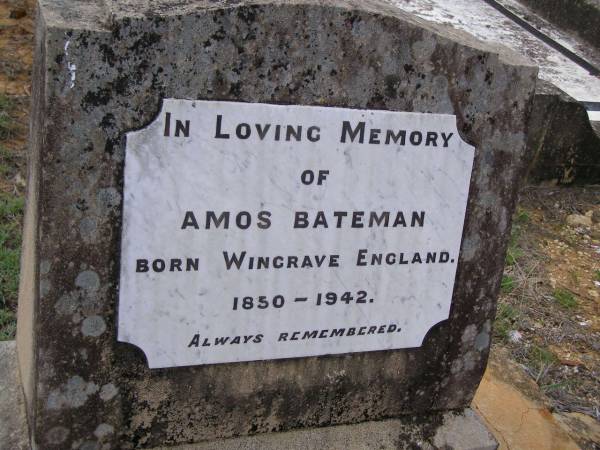 In Loving Memory
of
AMOS BATEMAN
born Wingrave England.
1850-1942.
Always remembered.